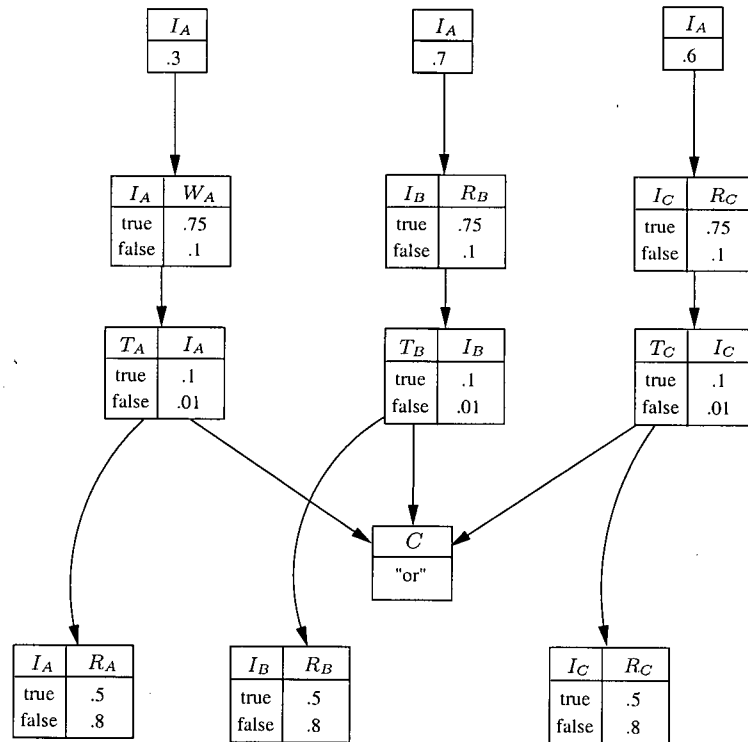 I_A
.3
I_A
.7
I_A
.6
I_A W_A
true .75
false .1
I_B R_B
true .75
false .1
I_C R_C
true .75
false .1
T_A I_A
true .1
false .01
T_B I_B
true .1
false .01
T_C I_C
true .1
false .01
C
"or"
I_A R_A
true .5
false .8
I_B R_B
true .5
false .8
I_C R_C
true .5
false .8